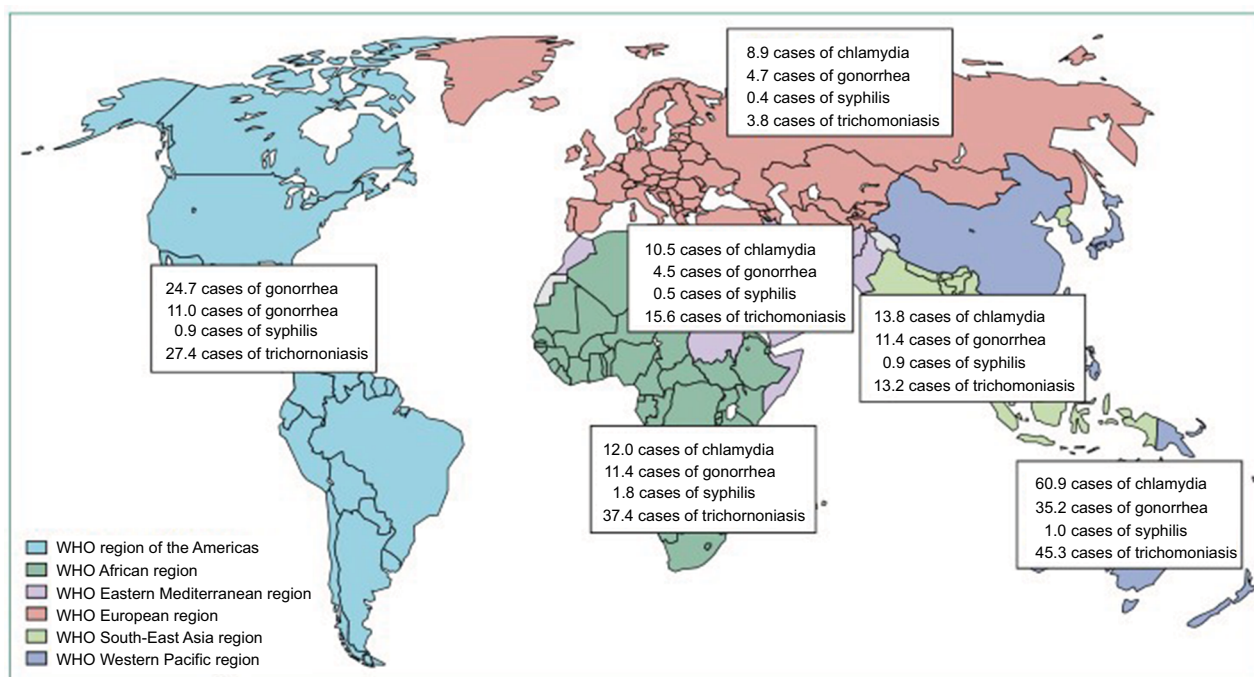 8.9 cases of chlamydia
4.7 cases of gonorrhea
0.4 cases of syphilis
3.8 cases of trichomoniasis
10.5 cases of chlamydia
4.5 cases of gonorrhea
0.5 cases of syphilis
15.6 cases of trichomoniasis
24.7 cases of gonorrhea
11.0 cases of gonorrhea
0.9 cases of syphilis
27.4 cases of trichornoniasis
13.8 cases of chlamydia
11.4 cases of gonorrhea
0.9 cases of syphilis
13.2 cases of trichomoniasis
12.0 cases of chlamydia
11.4 cases of gonorrhea
1.8 cases of syphilis
37.4 cases of trichornoniasis
60.9 cases of chlamydia
35.2 cases of gonorrhea
1.0 cases of syphilis
45.3 cases of trichomoniasis
WHO region of the Americas
WHO African region
WHO Eastern Mediterranean region
WHO European region
WHO South-East Asia region
WHO Western Pacific region